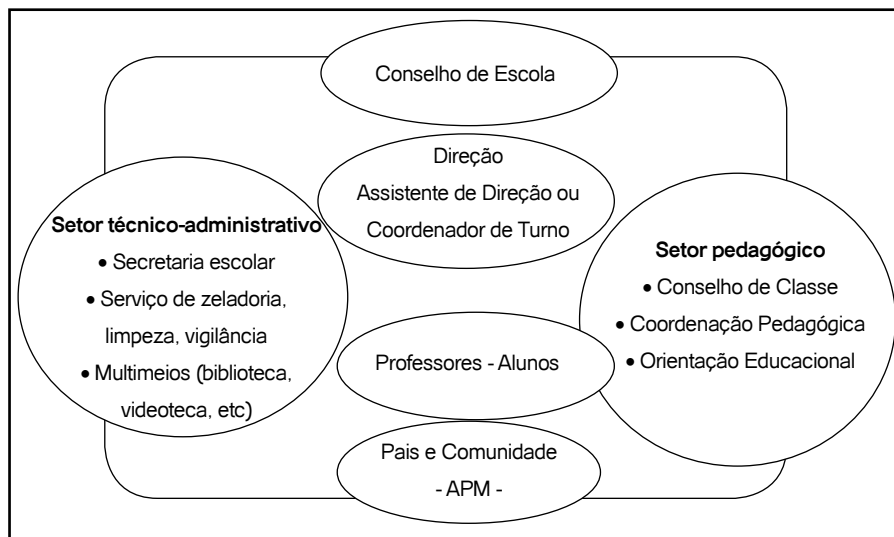 Conselho de Escola
Direção
Assistente de Direção ou
Coordenador de Turno
Setor técnico-administrativo
• Secretaria escolar
• Serviço de zeladoria,
limpeza, vigilância
• Multimeios (biblioteca,
videoteca, etc)
Setor pedagógico
• Conselho de Classe
• Coordenação Pedagógica
• Orientação Educacional
Professores - Alunos
Pais e Comunidade
- APM -